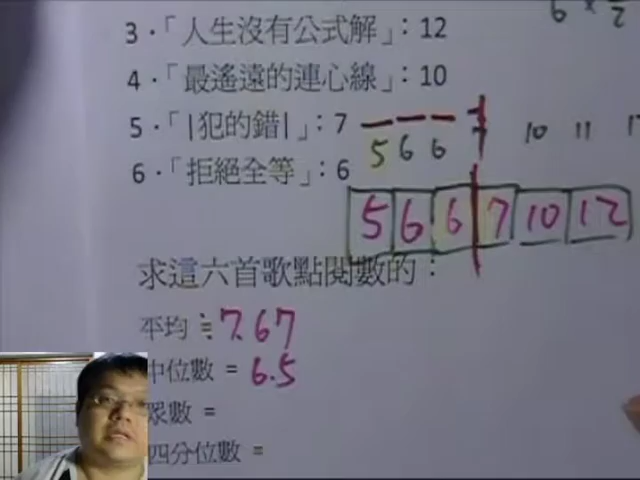 3.「人生沒有公式解」: 12
4.「最遙遠的連心線」: 10
5.「|犯的錯|」: 7
6.「拒絕全等」: 6
5 6 6 7 10 11
5 6 6 7 10 12
求這六首歌點閱數的:
平均 ≒ 7.67
中位數 = 6.5
眾數 =
四分位數 =